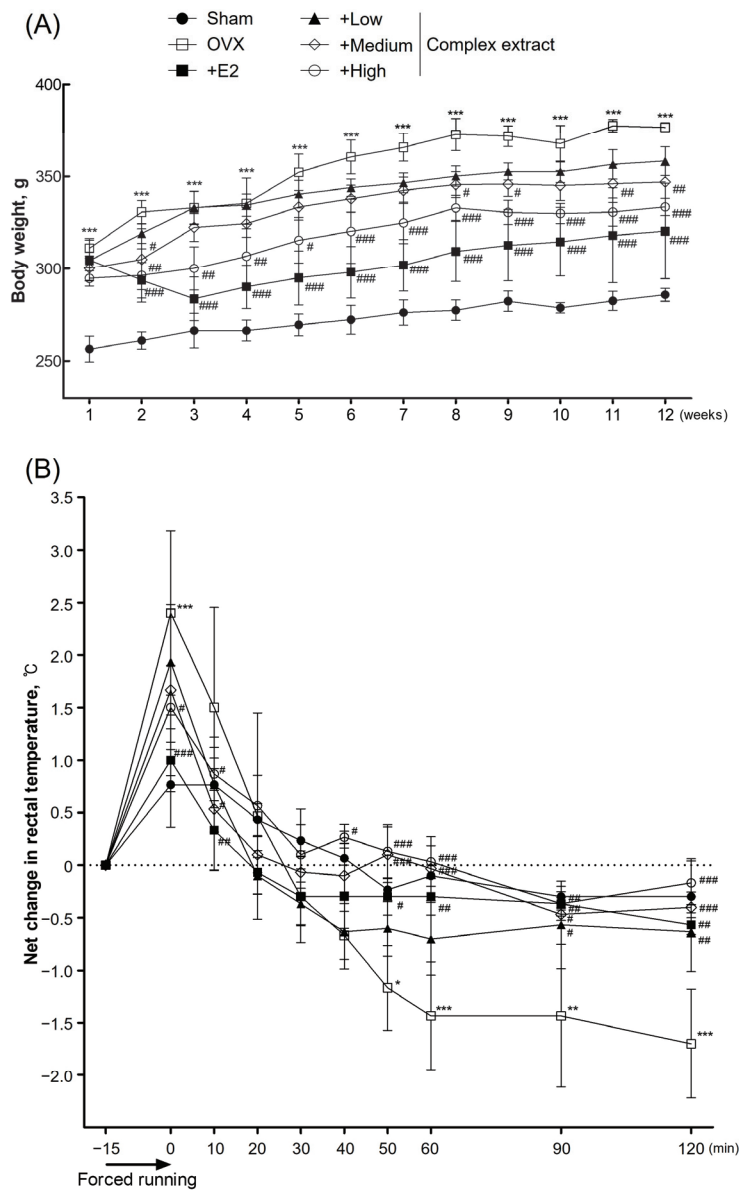 (A)
Sham
OVX
+E2
+Low
+Medium
+High
Complex extract
Body weight, g
400
350
300
250
*** *** *** *** *** *** *** *** *** *** *** ***
# # # # ## ##
## ## ## # ### ### ### ### ### ### ###
### ### ### ### ### ### ### ### ### ### ###
1 2 3 4 5 6 7 8 9 10 11 12 (weeks)
(B)
Net change in rectal temperature, ℃
3.5
3.0
2.5
2.0
1.5
1.0
0.5
0
−0.5
−1.0
−1.5
−2.0
***
#
###
#
#
##
#
###
###
#
*
###
###
##
***
##
##
#
#
**
###
###
##
##
***
−15 0 10 20 30 40 50 60 90 120 (min)
Forced running